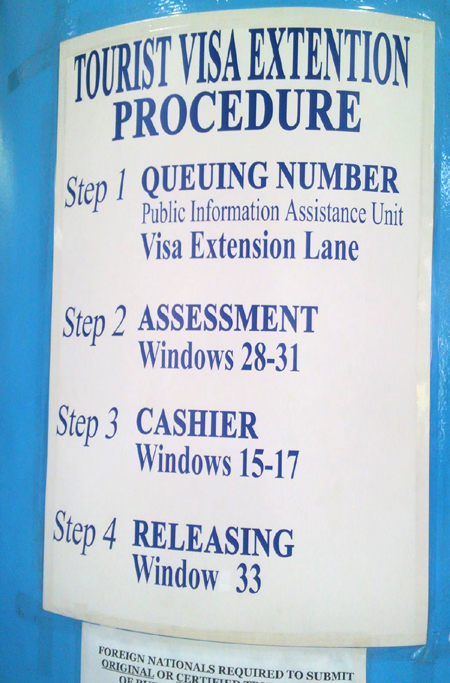 TOURIST VISA EXTENTION
PROCEDURE
Step 1 QUEUING NUMBER
Public Information Assistance Unit
Visa Extension Lane
Step 2 ASSESSMENT
Windows 28-31
Step 3 CASHIER
Windows 15-17
Step 4 RELEASING
Window 33
FOREIGN NATIONALS REQUIRED TO SUBMIT
ORIGINAL OR CERTIFIED